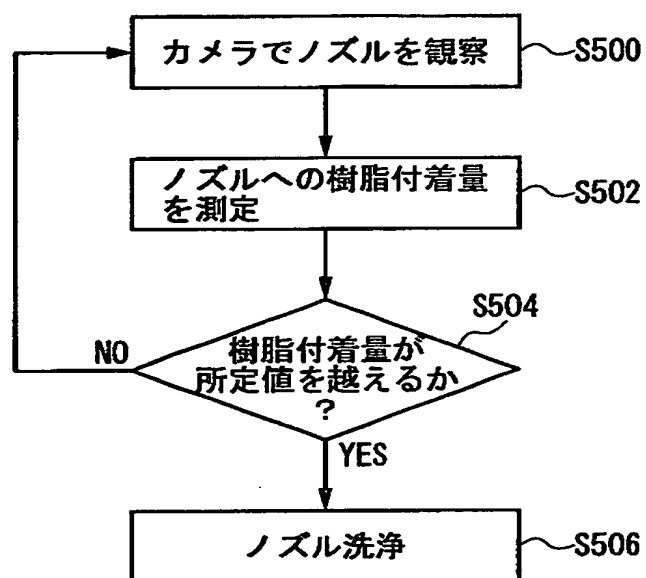 カメラでノズルを観察
S500
ノズルへの樹脂付着量
を測定
S502
S504
樹脂付着量が
所定値を越えるか
?
NO
YES
ノズル洗浄
S506